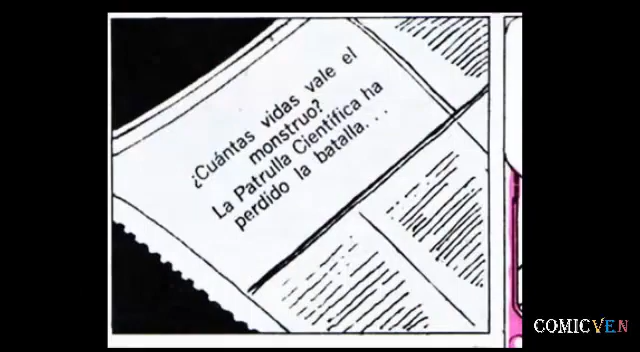 ¿Cuántas vidas vale el
monstruo?
La Patrulla Científica ha
perdido la batalla...
COMICVEN